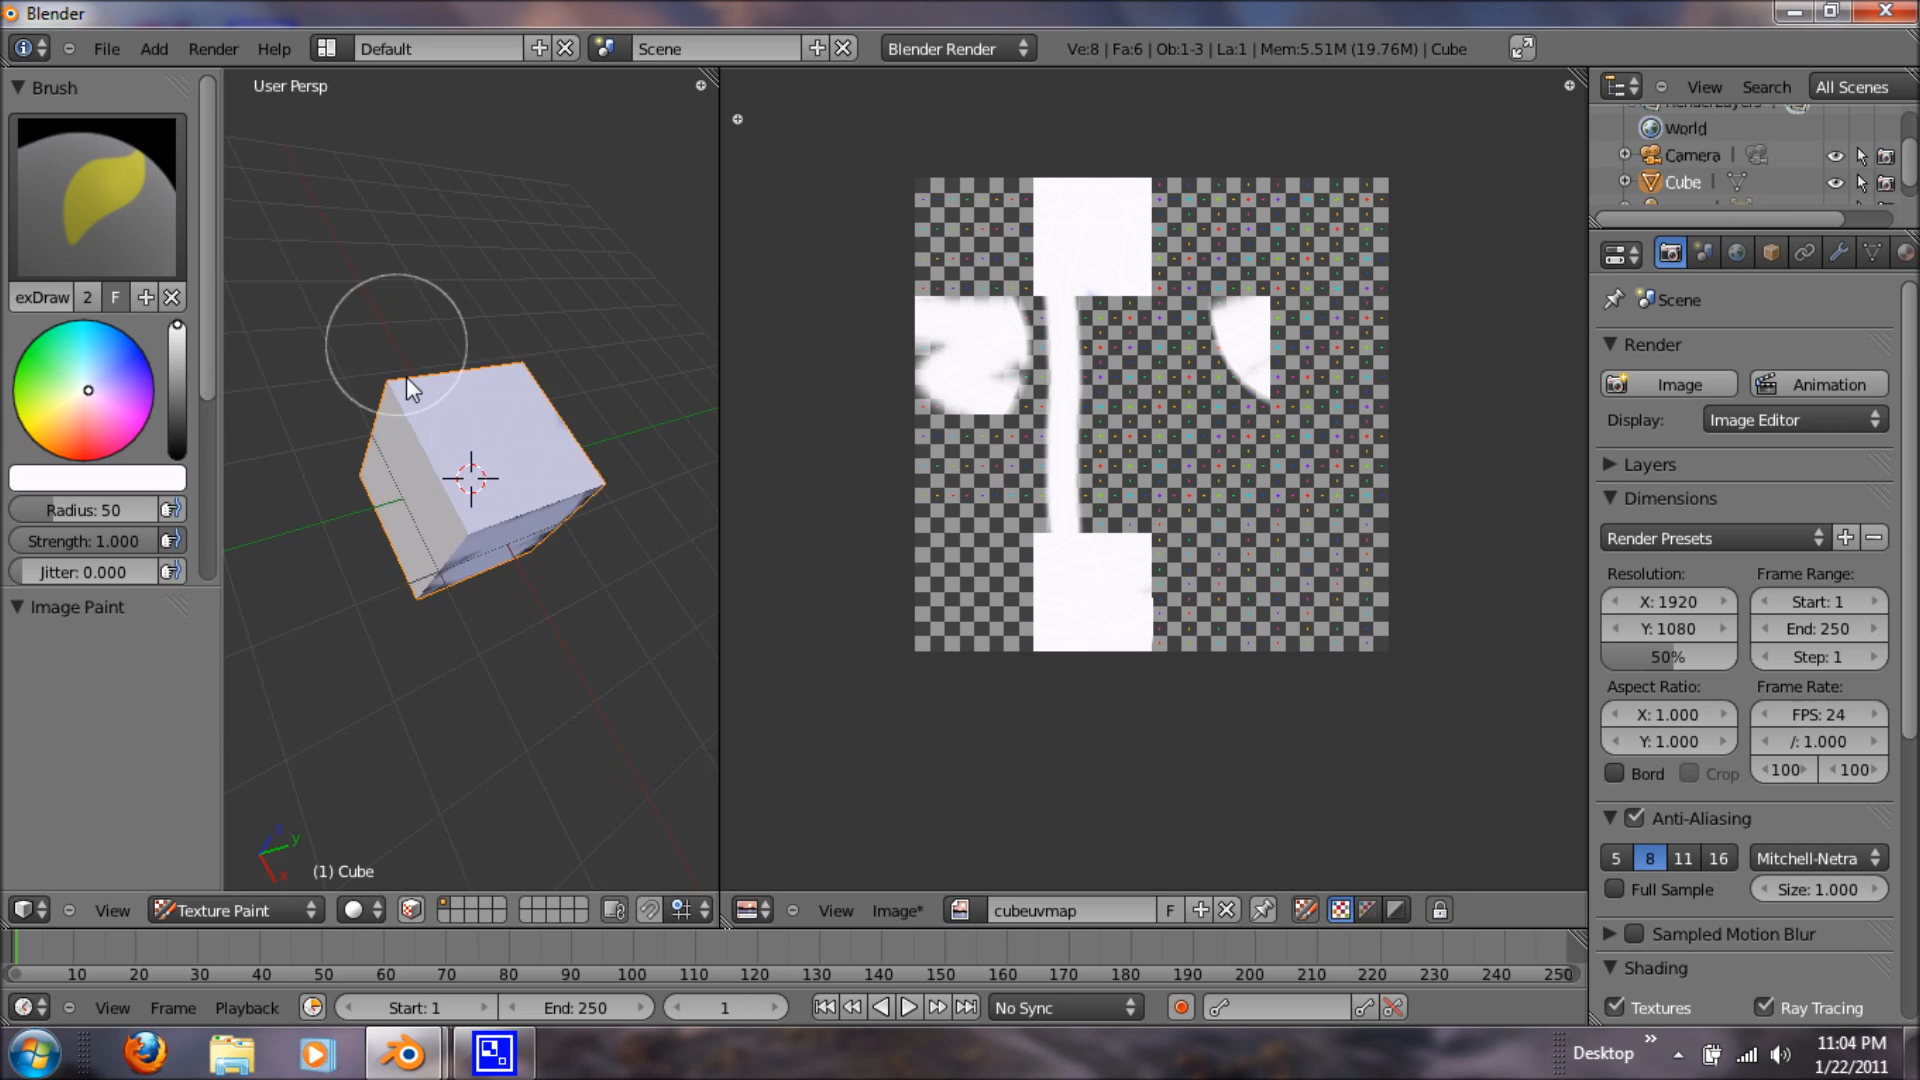 Blender
File Add Render Help Default Scene Blender Render Ve:8 | Fa:6 | Ob:1-3 | La:1 | Mem:5.51M (19.76M) | Cube
Brush
exDraw 2 F
Radius: 50
Strength: 1.000
Jitter: 0.000
Image Paint
User Persp
z
y
x
(1) Cube
View Texture Paint
View Image* cubeuvmap F
View Search All Scenes
RenderLayers
World
Camera
Cube
Scene
Render
Image Animation
Display: Image Editor
Layers
Dimensions
Render Presets
Resolution: Frame Range:
X: 1920 Start: 1
Y: 1080 End: 250
50% Step: 1
Aspect Ratio: Frame Rate:
X: 1.000 FPS: 24
Y: 1.000 /: 1.000
Bord Crop 100 100
Anti-Aliasing
5 8 11 16 Mitchell-Netra
Full Sample Size: 1.000
Sampled Motion Blur
Shading
Textures Ray Tracing
10 20 30 40 50 60 70 80 90 100 110 120 130 140 150 160 170 180 190 200 210 220 230 240 250
View Frame Playback Start: 1 End: 250 1 No Sync
Desktop » 11:04 PM
1/22/2011